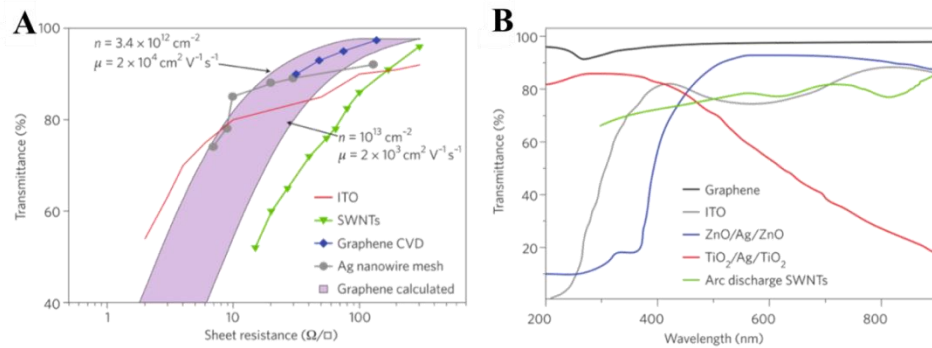 A
100
80
60
40
Transmittance (%)
n = 3.4 × 10¹² cm⁻²
μ = 2 × 10⁴ cm² V⁻¹ s⁻¹
n = 10¹³ cm⁻²
μ = 2 × 10³ cm² V⁻¹ s⁻¹
ITO
SWNTs
Graphene CVD
Ag nanowire mesh
Graphene calculated
1
10
100
Sheet resistance (Ω/□)
B
100
80
60
40
20
Transmittance (%)
Graphene
ITO
ZnO/Ag/ZnO
TiO₂/Ag/TiO₂
Arc discharge SWNTs
200
400
600
800
Wavelength (nm)